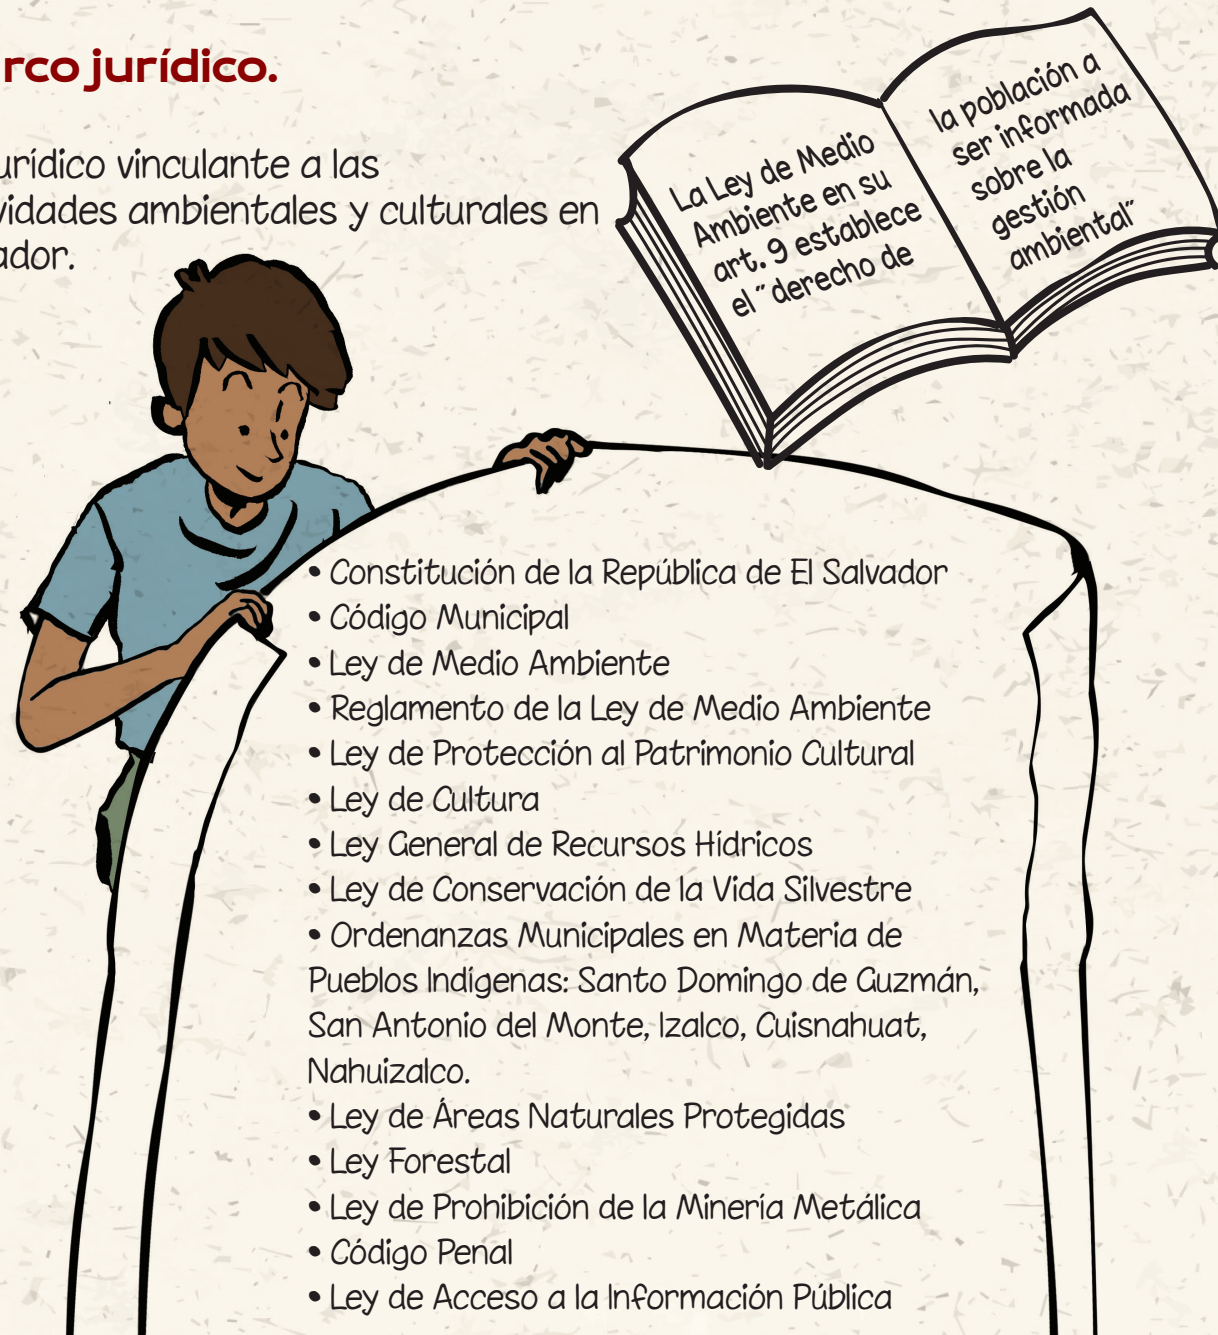 rco jurídico.
urídico vinculante a las
vidades ambientales y culturales en
ador.
La Ley de Medio
Ambiente en su
art. 9 establece
el "derecho de
la población a
ser informada
sobre la
gestión
ambiental"
• Constitución de la República de El Salvador
• Código Municipal
• Ley de Medio Ambiente
• Reglamento de la Ley de Medio Ambiente
• Ley de Protección al Patrimonio Cultural
• Ley de Cultura
• Ley General de Recursos Hídricos
• Ley de Conservación de la Vida Silvestre
• Ordenanzas Municipales en Materia de
Pueblos Indígenas: Santo Domingo de Guzmán,
San Antonio del Monte, Izalco, Cuisnahuat,
Nahuizalco.
• Ley de Áreas Naturales Protegidas
• Ley Forestal
• Ley de Prohibición de la Minería Metálica
• Código Penal
• Ley de Acceso a la Información Pública